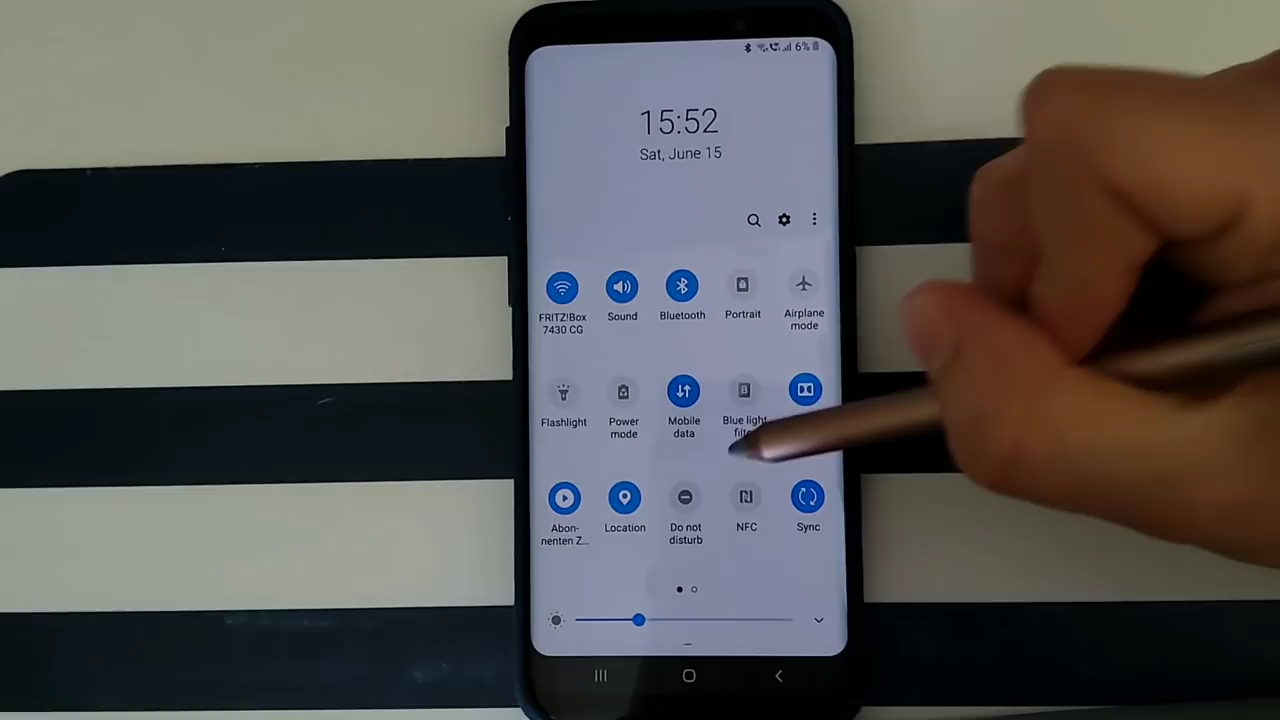 6%
15:52
Sat, June 15
FRITZ!Box
7430 CG
Sound
Bluetooth
Portrait
Airplane
mode
Flashlight
Power
mode
Mobile
data
Blue light
Abon-
nenten Z...
Location
Do not
disturb
NFC
Sync